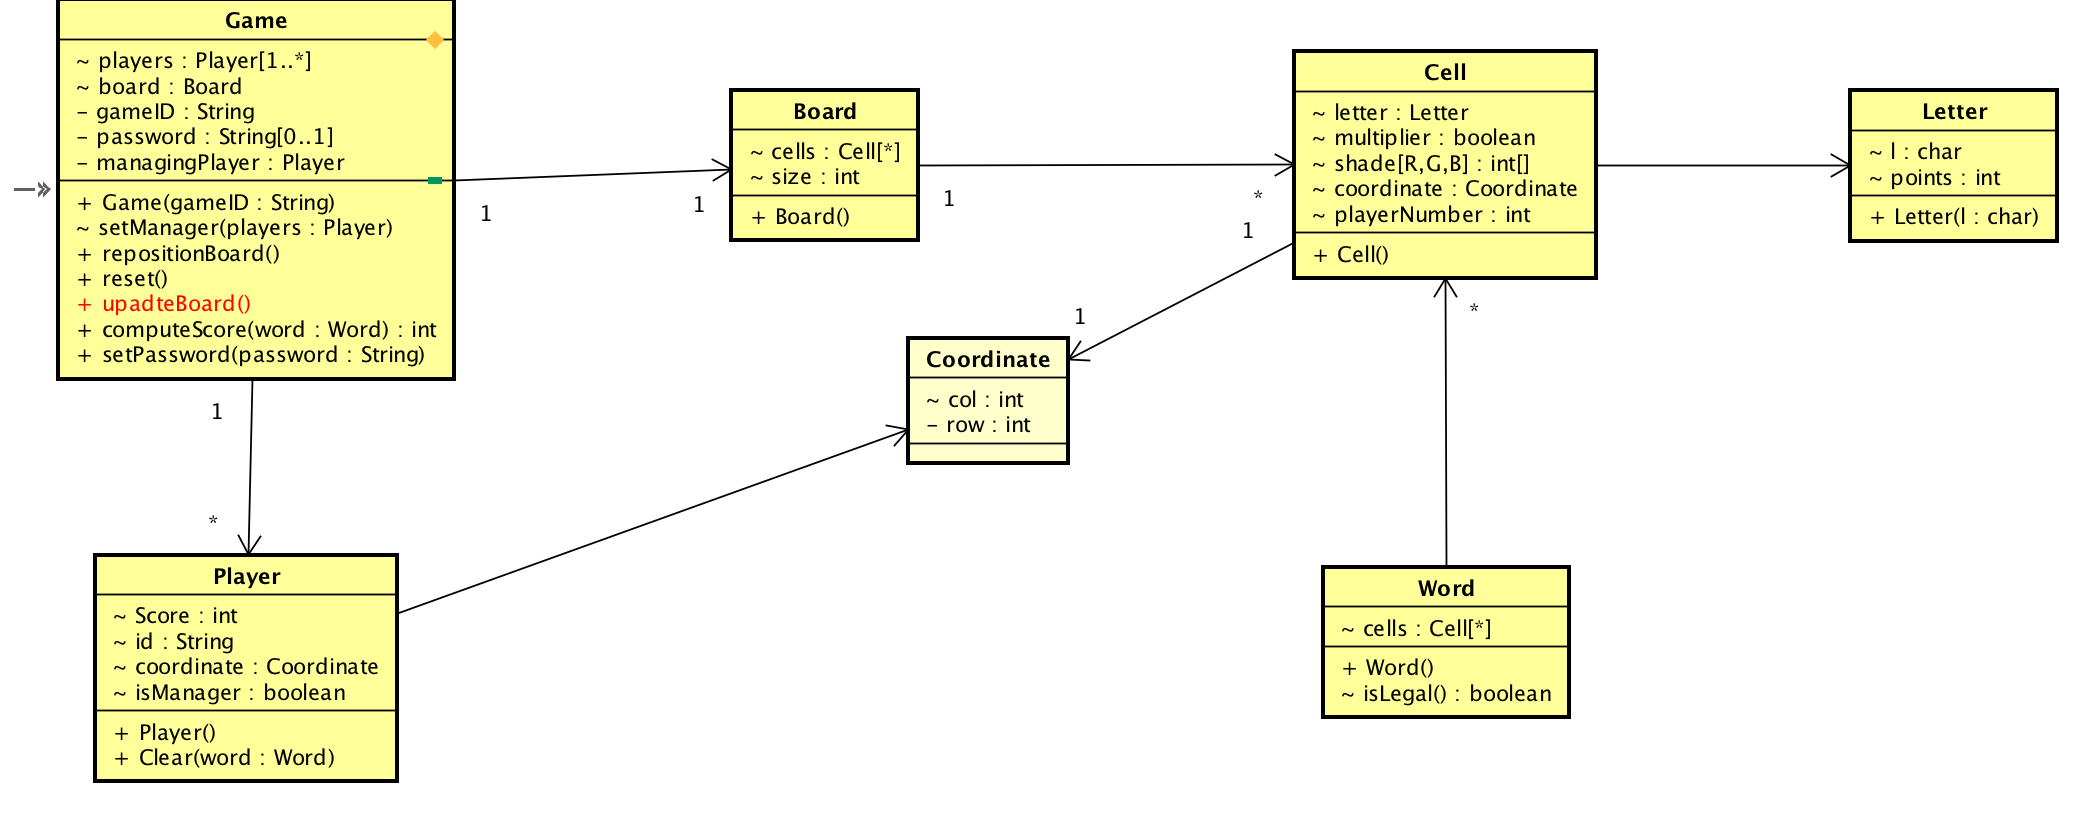 Game
~ players : Player[1..*]
~ board : Board
- gameID : String
- password : String[0..1]
- managingPlayer : Player
+ Game(gameID : String)
~ setManager(players : Player)
+ repositionBoard()
+ reset()
+ upadteBoard()
+ computeScore(word : Word) : int
+ setPassword(password : String)
1
1
Board
~ cells : Cell[*]
~ size : int
+ Board()
1
*
Cell
~ letter : Letter
~ multiplier : boolean
~ shade[R,G,B] : int[]
~ coordinate : Coordinate
~ playerNumber : int
+ Cell()
Letter
~ l : char
~ points : int
+ Letter(l : char)
1
1
Coordinate
~ col : int
- row : int
1
*
Player
~ Score : int
~ id : String
~ coordinate : Coordinate
~ isManager : boolean
+ Player()
+ Clear(word : Word)
*
Word
~ cells : Cell[*]
+ Word()
~ isLegal() : boolean